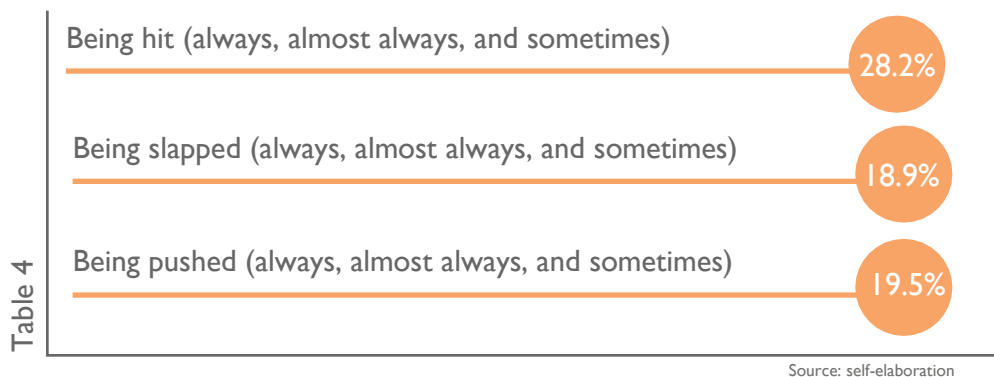 Being hit (always, almost always, and sometimes)
28.2%
Being slapped (always, almost always, and sometimes)
18.9%
Being pushed (always, almost always, and sometimes)
19.5%
Table 4
Source: self-elaboration